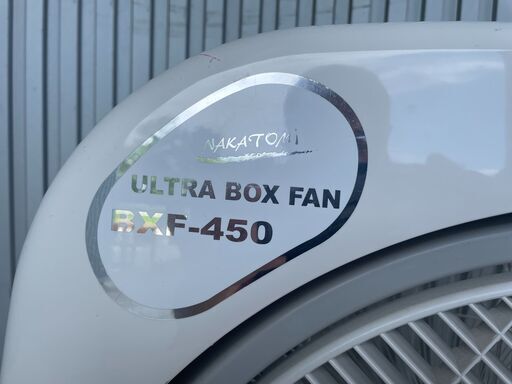 NAKATOMI
ULTRA BOX FAN
BXF-450